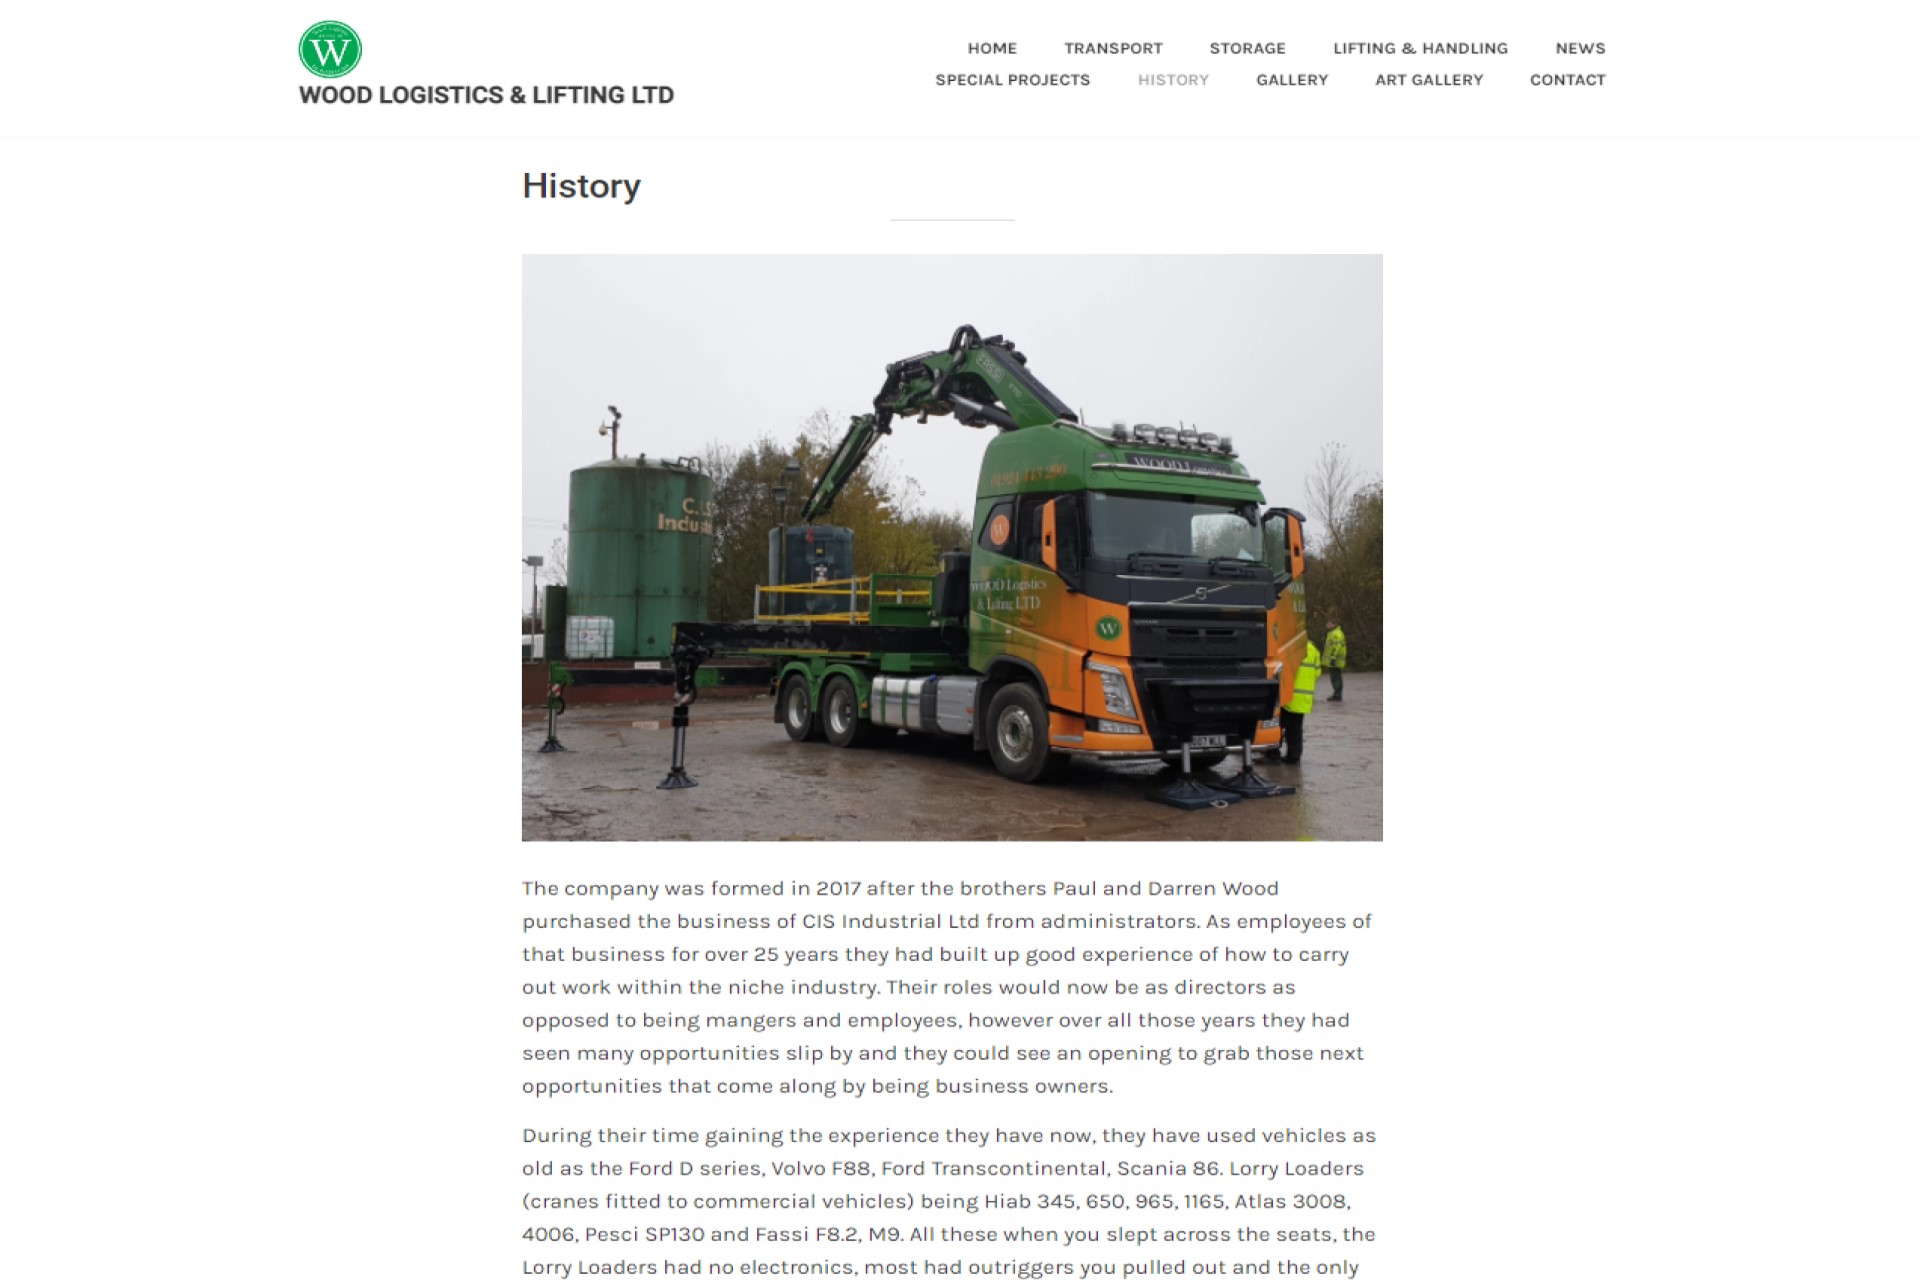 W
WOOD LOGISTICS & LIFTING LTD
HOME TRANSPORT STORAGE LIFTING & HANDLING NEWS
SPECIAL PROJECTS HISTORY GALLERY ART GALLERY CONTACT
History
FASSI
WOOD Logistics
C.I.S
Indust
W
WOOD Logistics
& Lifting LTD
W
The company was formed in 2017 after the brothers Paul and Darren Wood
purchased the business of CIS Industrial Ltd from administrators. As employees of
that business for over 25 years they had built up good experience of how to carry
out work within the niche industry. Their roles would now be as directors as
opposed to being mangers and employees, however over all those years they had
seen many opportunities slip by and they could see an opening to grab those next
opportunities that come along by being business owners.
During their time gaining the experience they have now, they have used vehicles as
old as the Ford D series, Volvo F88, Ford Transcontinental, Scania 86. Lorry Loaders
(cranes fitted to commercial vehicles) being Hiab 345, 650, 965, 1165, Atlas 3008,
4006, Pesci SP130 and Fassi F8.2, M9. All these when you slept across the seats, the
Lorry Loaders had no electronics, most had outriggers you pulled out and the only